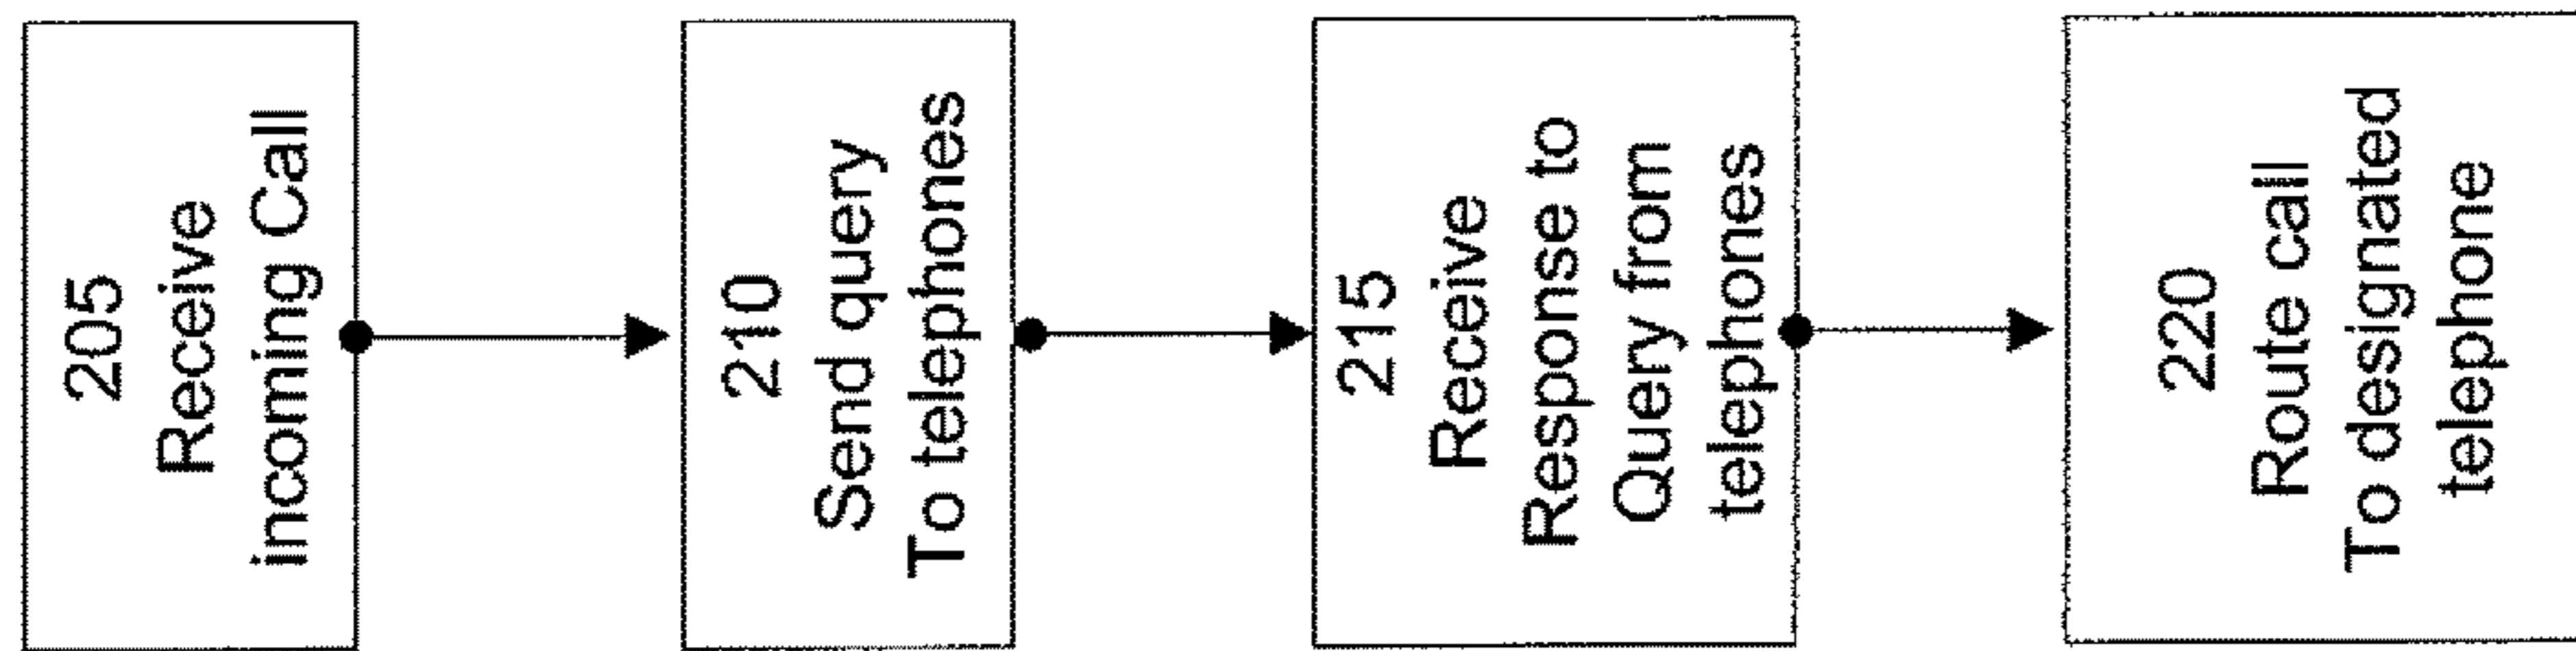 205
Receive
incoming Call
210
Send query
To telephones
215
Receive
Response to
Query from
telephones
220
Route call
To designated
telephone